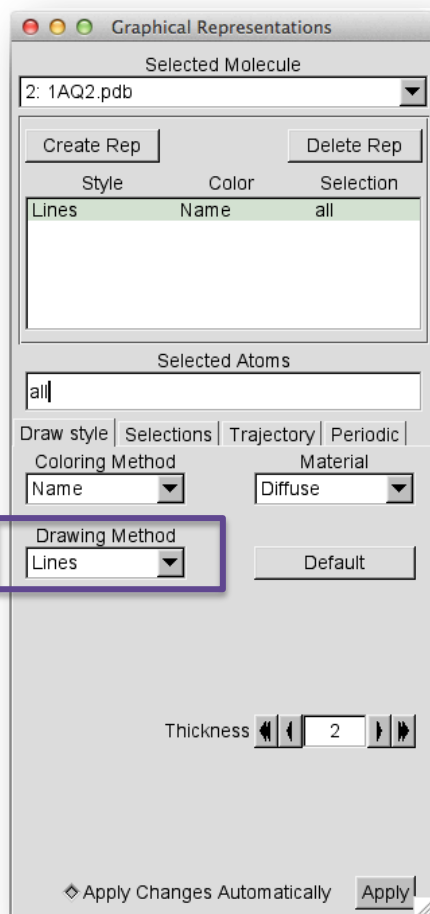 Graphical Representations
Selected Molecule
2: 1AQ2.pdb
Create Rep Delete Rep
Style Color Selection
Lines Name all
Selected Atoms
all
Draw style Selections Trajectory Periodic
Coloring Method Material
Name Diffuse
Drawing Method
Lines Default
Thickness 2
Apply Changes Automatically Apply